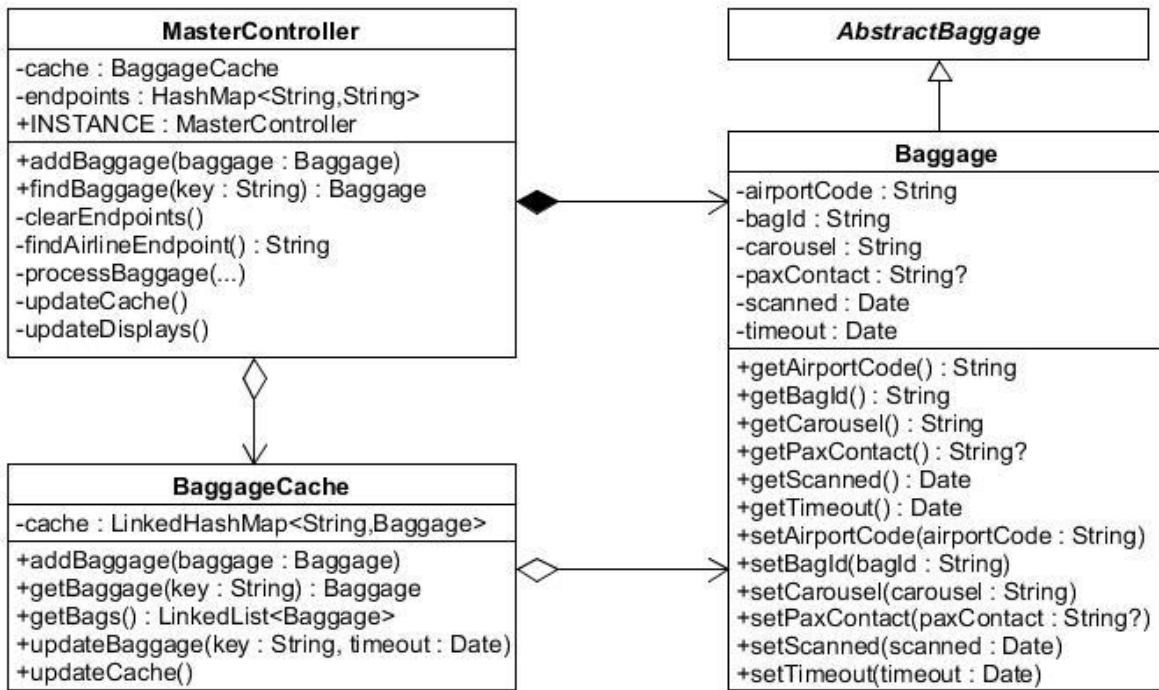 MasterController
-cache : BaggageCache
-endpoints : HashMap<String,String>
+INSTANCE : MasterController
+addBaggage(baggage : Baggage)
+findBaggage(key : String) : Baggage
-clearEndpoints()
-findAirlineEndpoint() : String
-processBaggage(...)
-updateCache()
-updateDisplays()
BaggageCache
-cache : LinkedHashMap<String,Baggage>
+addBaggage(baggage : Baggage)
+getBaggage(key : String) : Baggage
+getBags() : LinkedList<Baggage>
+updateBaggage(key : String, timeout : Date)
+updateCache()
AbstractBaggage
Baggage
-airportCode : String
-bagId : String
-carousel : String
-paxContact : String?
-scanned : Date
-timeout : Date
+getAirportCode() : String
+getBagId() : String
+getCarousel() : String
+getPaxContact() : String?
+getScanned() : Date
+getTimeout() : Date
+setAirportCode(airportCode : String)
+setBagId(bagId : String)
+setCarousel(carousel : String)
+setPaxContact(paxContact : String?)
+setScanned(scanned : Date)
+setTimeout(timeout : Date)